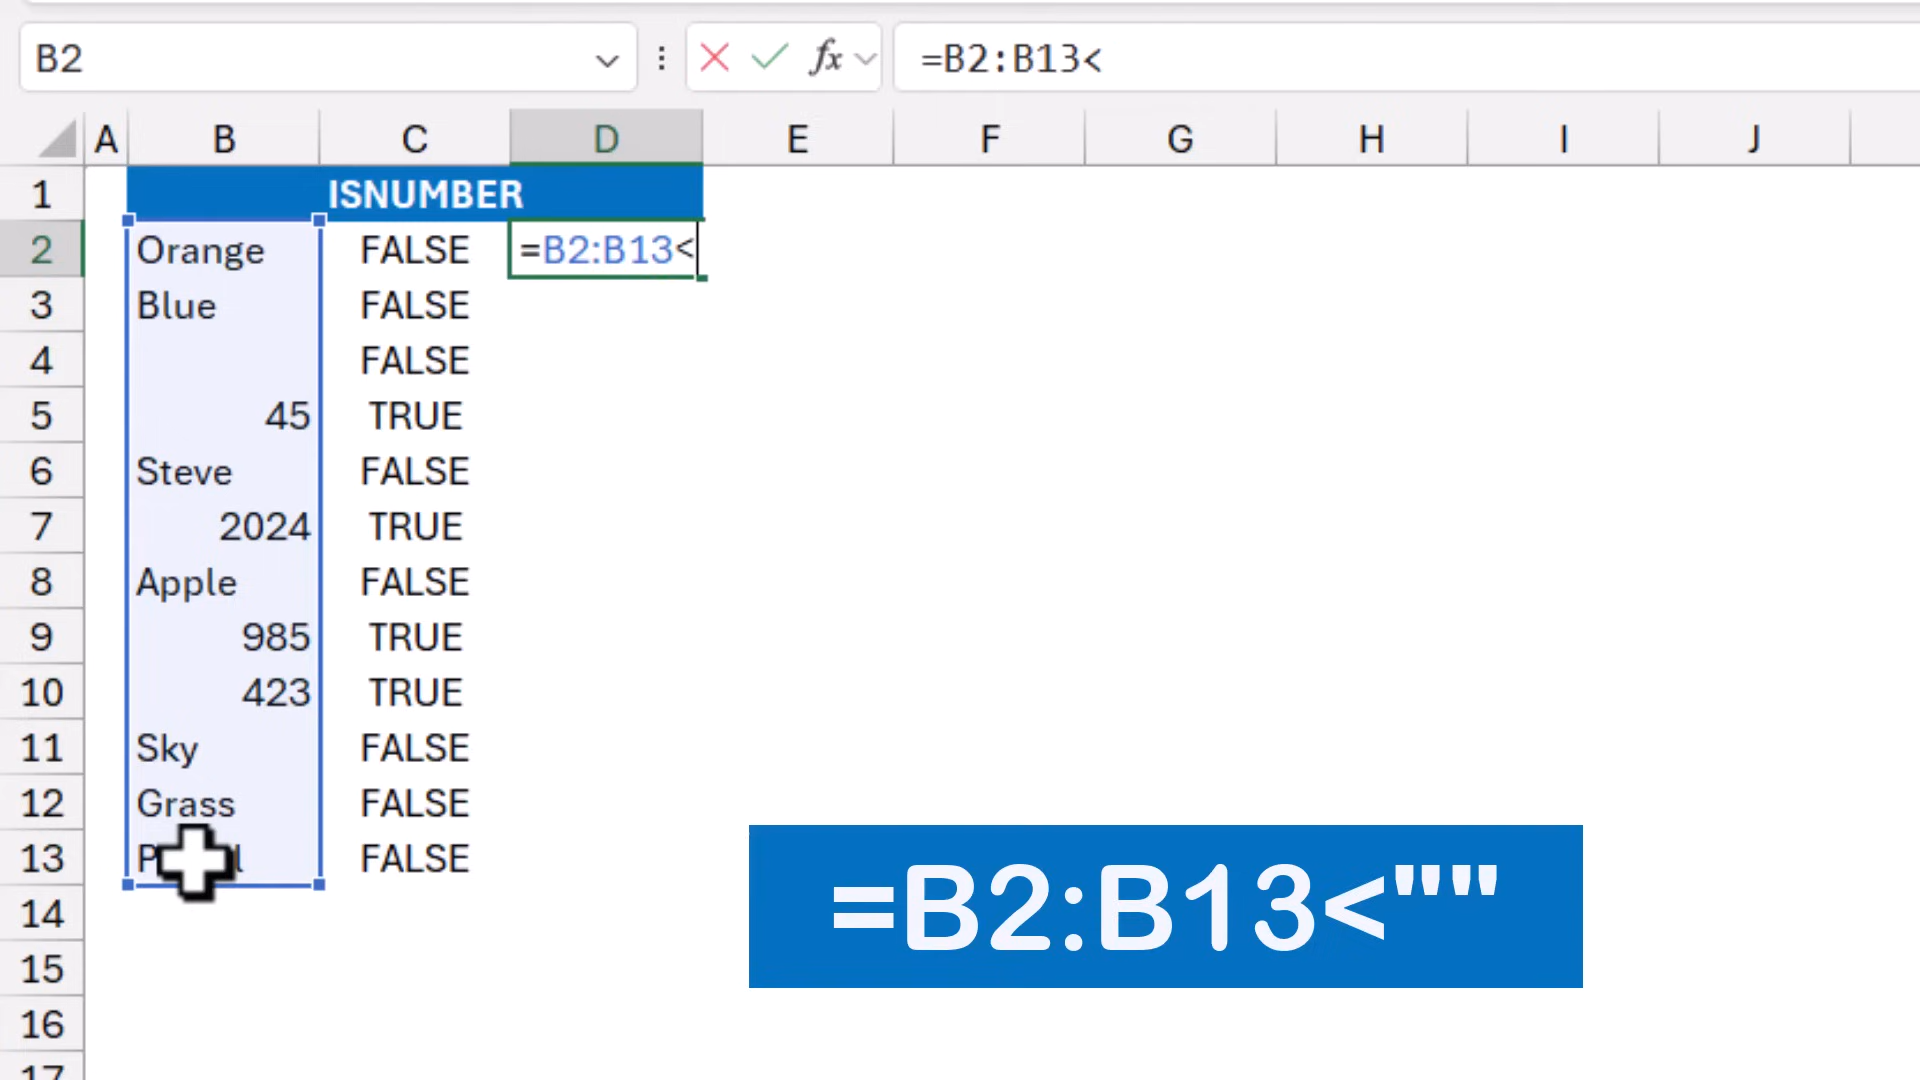 B2 fx =B2:B13<
A B C D E F G H I J
1 ISNUMBER
2 Orange FALSE =B2:B13<
3 Blue FALSE
4 FALSE
5 45 TRUE
6 Steve FALSE
7 2024 TRUE
8 Apple FALSE
9 985 TRUE
10 423 TRUE
11 Sky FALSE
12 Grass FALSE
13 FALSE
14
=B2:B13<""
15
16
17